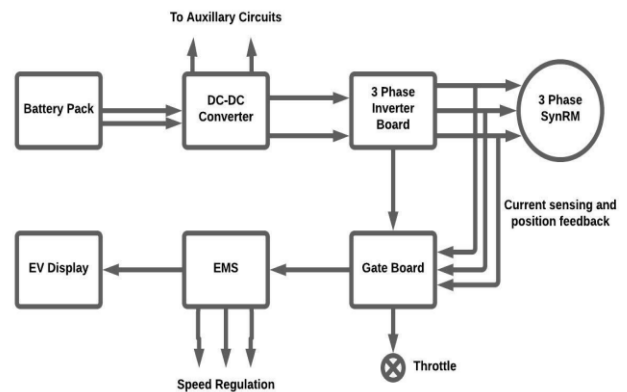 To Auxillary Circuits
Battery Pack
DC-DC
Converter
3 Phase
Inverter
Board
3 Phase
SynRM
Current sensing and
position feedback
EV Display
EMS
Gate Board
Throttle
Speed Regulation